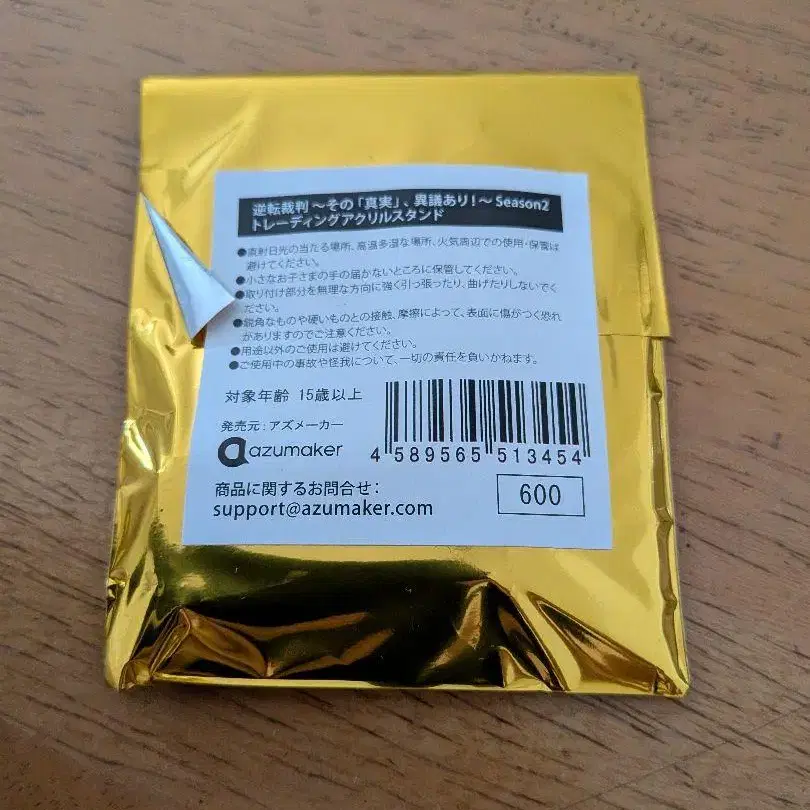 逆転裁判 ～その「真実」、異議あり！～ Season2
トレーディングアクリルスタンド
●直射日光の当たる場所、高温多湿な場所、火気周辺での使用・保管は
避けてください。
●小さなお子さまの手の届かないところに保管してください。
●取り付け部分を無理な方向に強く引っ張ったり、曲げたりしないでく
ださい。
●鋭角なものや硬いものとの接触、摩擦によって、表面に傷がつく恐れ
がありますのでご注意ください。
●用途以外のご使用は避けてください。
●ご使用中の事故や怪我について、一切の責任を負いかねます。
対象年齢 15歳以上
発売元：アズメーカー
azumaker
4 589565 513454
商品に関するお問合せ：
support@azumaker.com
600